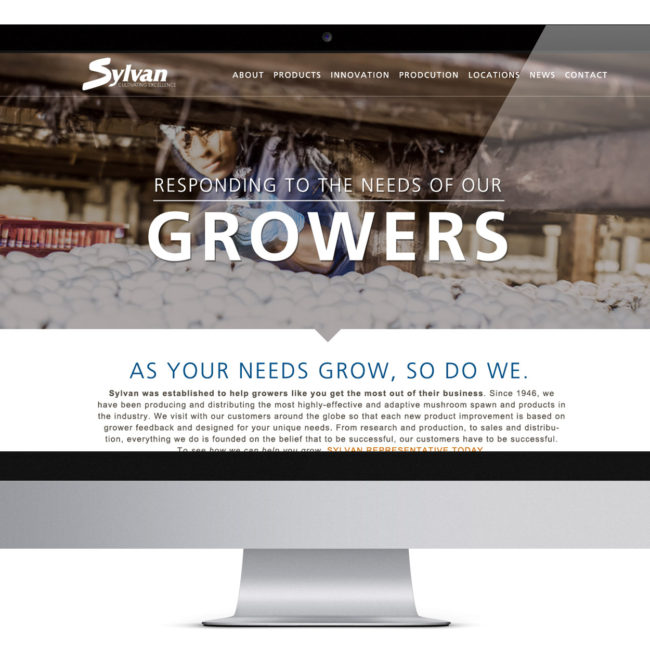 Sylvan
CULTIVATING EXCELLENCE
ABOUT PRODUCTS INNOVATION PRODCUTION LOCATIONS NEWS CONTACT
RESPONDING TO THE NEEDS OF OUR
GROWERS
AS YOUR NEEDS GROW, SO DO WE.
Sylvan was established to help growers like you get the most out of their business. Since 1946, we
have been producing and distributing the most highly-effective and adaptive mushroom spawn and products in
the industry. We visit with our customers around the globe so that each new product improvement is based on
grower feedback and designed for your unique needs. From research and production, to sales and distribu-
tion, everything we do is founded on the belief that to be successful, our customers have to be successful.
To see how we can help you grow, SYLVAN REPRESENTATIVE TODAY